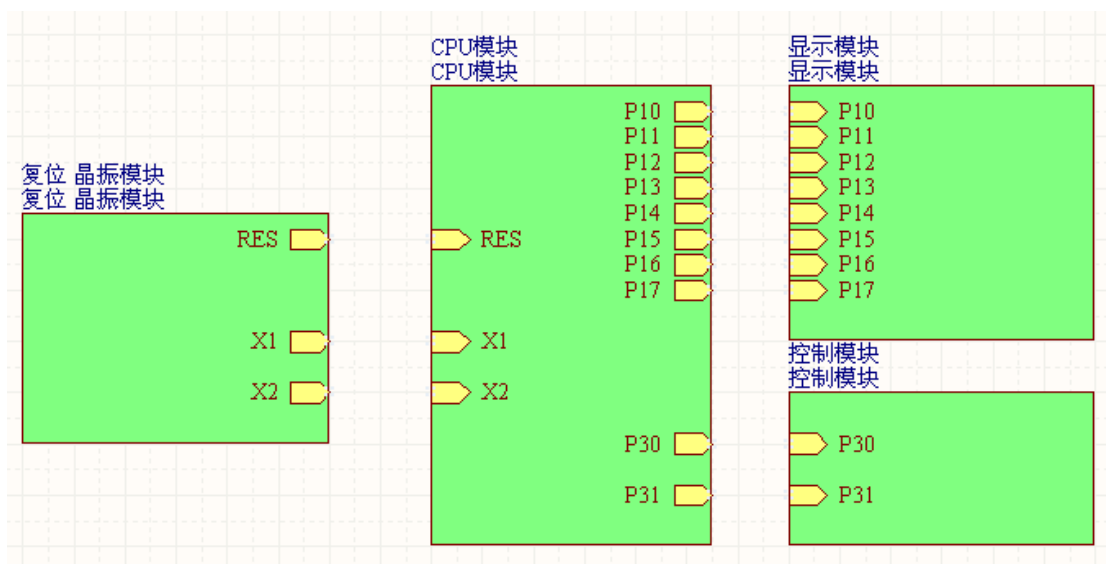 复位 晶振模块
复位 晶振模块
RES
X1
X2
CPU模块
CPU模块
P10
P11
P12
P13
P14
RES
P15
P16
P17
X1
X2
P30
P31
显示模块
显示模块
P10
P11
P12
P13
P14
P15
P16
P17
控制模块
控制模块
P30
P31